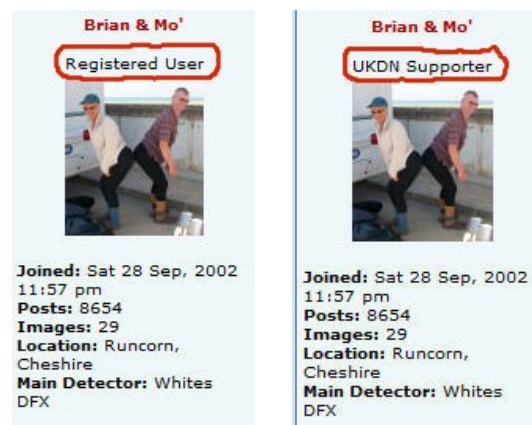 Brian & Mo'
Registered User
Joined: Sat 28 Sep, 2002
11:57 pm
Posts: 8654
Images: 29
Location: Runcorn,
Cheshire
Main Detector: Whites
DFX
Brian & Mo'
UKDN Supporter
Joined: Sat 28 Sep, 2002
11:57 pm
Posts: 8654
Images: 29
Location: Runcorn,
Cheshire
Main Detector: Whites
DFX